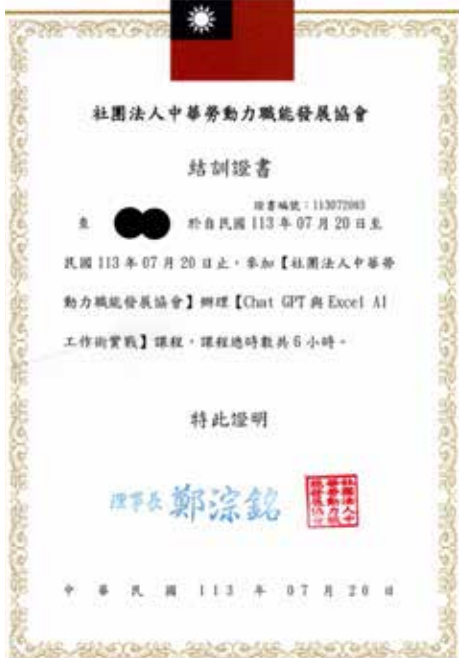 社團法人中華勞動力職能發展協會
結訓證書
證書編號：113072003
於自民國 113 年 07 月 20 日至
民國 113 年 07 月 20 日止，參加【社團法人中華勞
動力職能發展協會】辦理【Chat GPT 與 Excel AI
工作術實戰】課程，課程總時數共 6 小時。
特此證明
理事長 鄭淙銘
中華民國 113 年 07 月 20 日